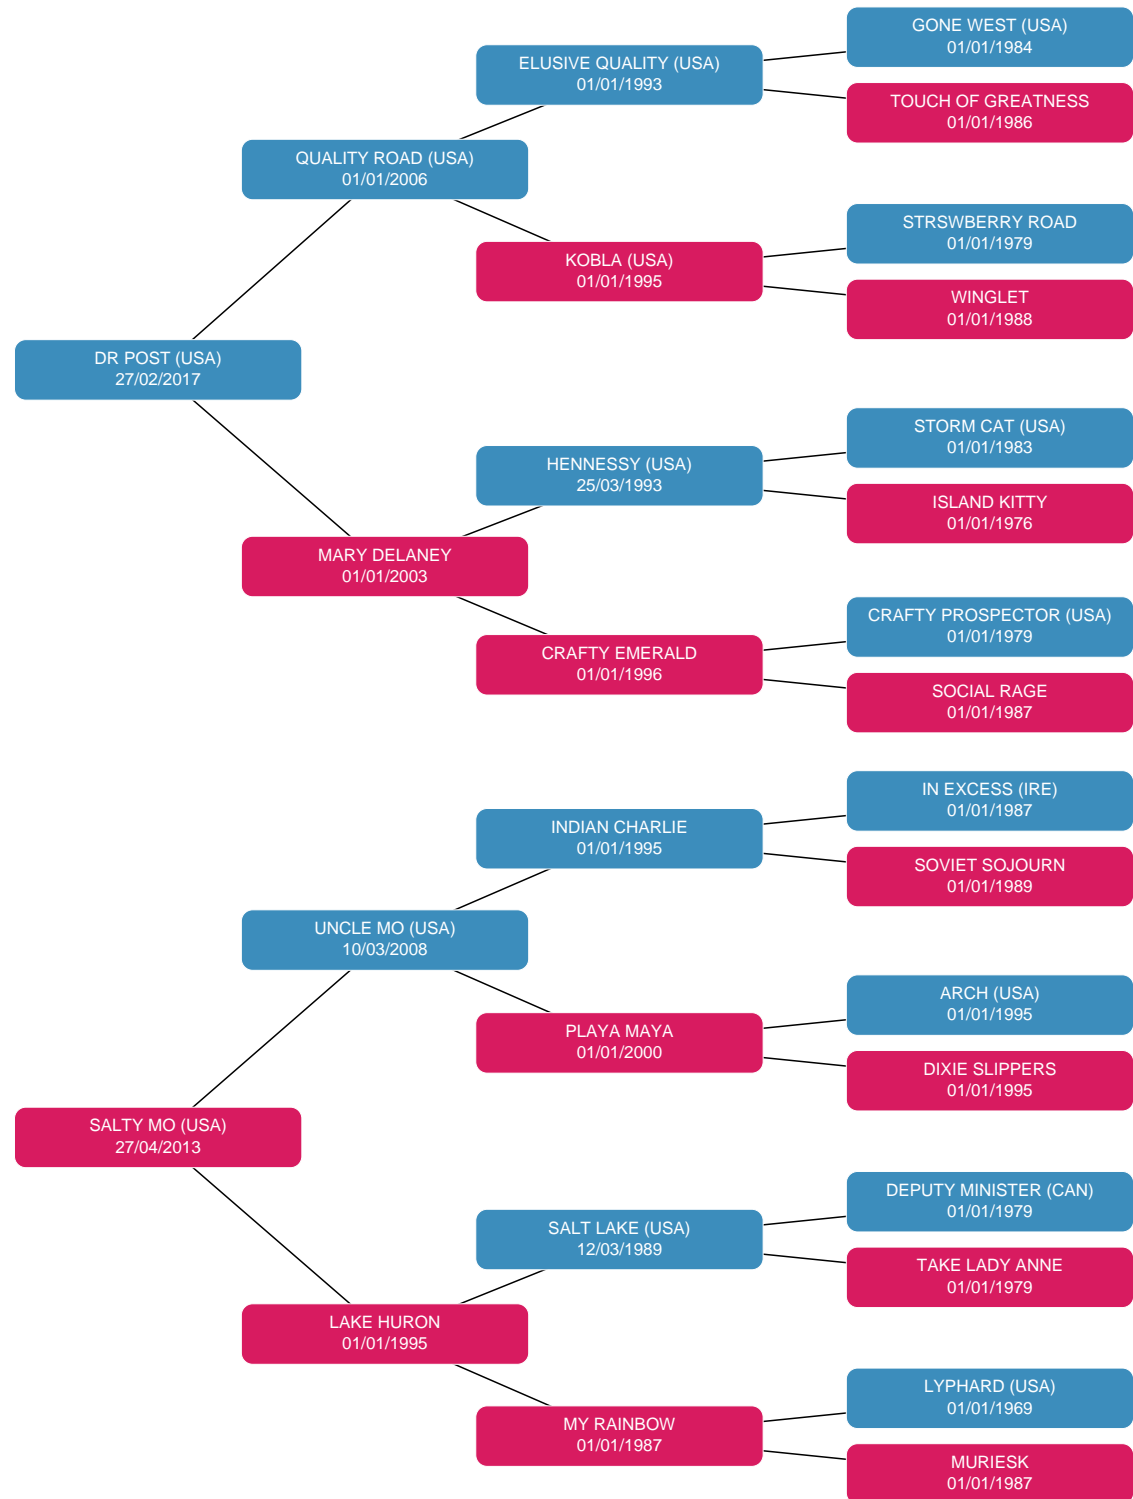 GONE WEST (USA)
01/01/1984
ELUSIVE QUALITY (USA)
01/01/1993
TOUCH OF GREATNESS
01/01/1986
QUALITY ROAD (USA)
01/01/2006
STRSWBERRY ROAD
01/01/1979
KOBLA (USA)
01/01/1995
WINGLET
01/01/1988
DR POST (USA)
27/02/2017
STORM CAT (USA)
01/01/1983
HENNESSY (USA)
25/03/1993
ISLAND KITTY
01/01/1976
MARY DELANEY
01/01/2003
CRAFTY PROSPECTOR (USA)
01/01/1979
CRAFTY EMERALD
01/01/1996
SOCIAL RAGE
01/01/1987
IN EXCESS (IRE)
01/01/1987
INDIAN CHARLIE
01/01/1995
SOVIET SOJOURN
01/01/1989
UNCLE MO (USA)
10/03/2008
ARCH (USA)
01/01/1995
PLAYA MAYA
01/01/2000
DIXIE SLIPPERS
01/01/1995
SALTY MO (USA)
27/04/2013
DEPUTY MINISTER (CAN)
01/01/1979
SALT LAKE (USA)
12/03/1989
TAKE LADY ANNE
01/01/1979
LAKE HURON
01/01/1995
LYPHARD (USA)
01/01/1969
MY RAINBOW
01/01/1987
MURIESK
01/01/1987